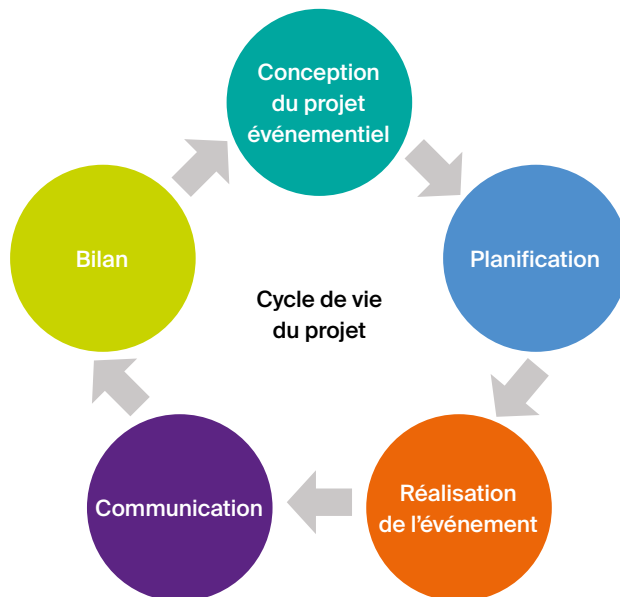 Conception
du projet
événementiel
Planification
Réalisation
de l'événement
Communication
Bilan
Cycle de vie
du projet